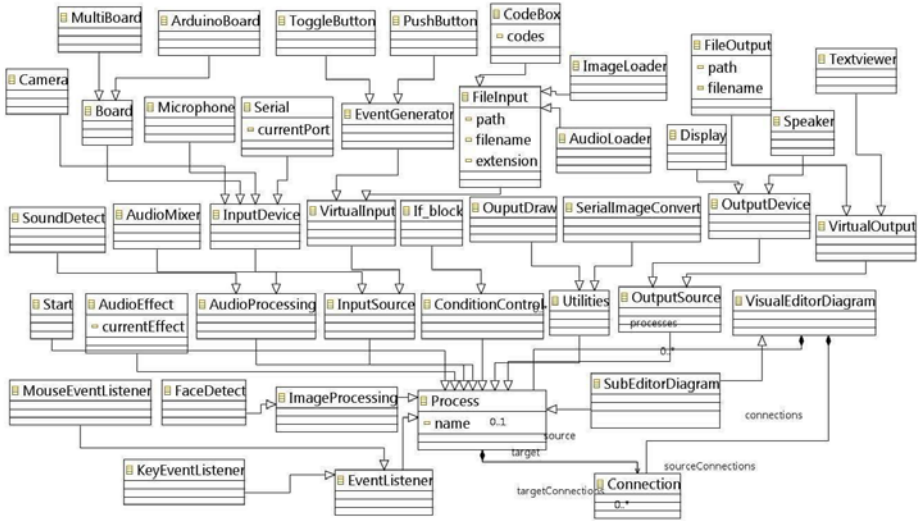 MultiBoard
ArduinoBoard
ToggleButton
PushButton
CodeBox
codes
FileOutput
path
filename
Textviewer
Camera
Board
Microphone
Serial
currentPort
EventGenerator
FileInput
path
filename
extension
ImageLoader
AudioLoader
Display
Speaker
SoundDetect
AudioMixer
InputDevice
VirtualInput
If_block
OuputDraw
SerialImageConvert
OutputDevice
VirtualOutput
Start
AudioEffect
currentEffect
AudioProcessing
InputSource
ConditionControl
Utilities
OutputSource
processes
VisualEditorDiagram
0..*
MouseEventListener
FaceDetect
ImageProcessing
Process
name
0..1
source
target
SubEditorDiagram
connections
KeyEventListener
EventListener
targetConnections
sourceConnections
Connection
0..*